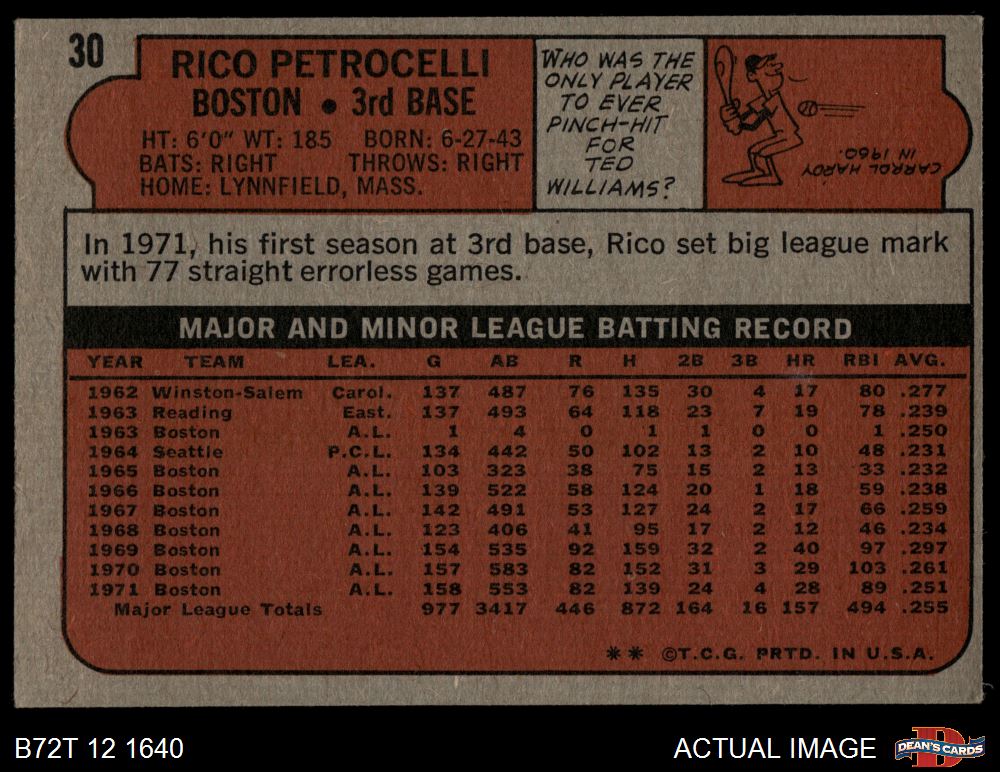 30
RICO PETROCELLI
BOSTON • 3rd BASE
HT: 6'0" WT: 185 BORN: 6-27-43
BATS: RIGHT THROWS: RIGHT
HOME: LYNNFIELD, MASS.
WHO WAS THE
ONLY PLAYER
TO EVER
PINCH-HIT
FOR
TED
WILLIAMS?
CARROL HARDY
IN 1960.
In 1971, his first season at 3rd base, Rico set big league mark
with 77 straight errorless games.
MAJOR AND MINOR LEAGUE BATTING RECORD
YEAR TEAM LEA. G AB R H 2B 3B HR RBI AVG.
1962 Winston-Salem Carol. 137 487 76 135 30 4 17 80 .277
1963 Reading East. 137 493 64 118 23 7 19 78 .239
1963 Boston A.L. 1 4 0 1 1 0 0 1 .250
1964 Seattle P.C.L. 134 442 50 102 13 2 10 48 .231
1965 Boston A.L. 103 323 38 75 15 2 13 33 .232
1966 Boston A.L. 139 522 58 124 20 1 18 59 .238
1967 Boston A.L. 142 491 53 127 24 2 17 66 .259
1968 Boston A.L. 123 406 41 95 17 2 12 46 .234
1969 Boston A.L. 154 535 92 159 32 2 40 97 .297
1970 Boston A.L. 157 583 82 152 31 3 29 103 .261
1971 Boston A.L. 158 553 82 139 24 4 28 89 .251
Major League Totals 977 3417 446 872 164 16 157 494 .255
** ©T.C.G. PRTD. IN U.S.A.
B72T 12 1640
ACTUAL IMAGE
D
DEAN'S CARDS